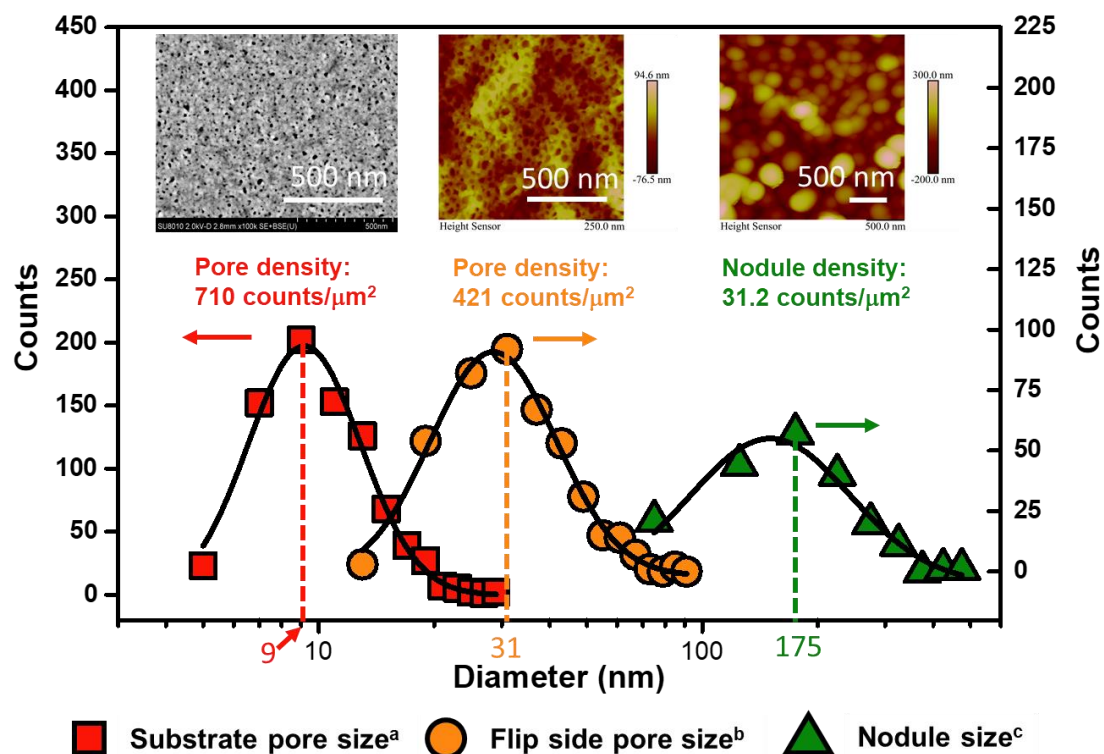 450
400
350
300
250
200
150
100
50
0
Counts
225
200
175
150
125
100
75
50
25
0
Counts
500 nm
SU8010 2.0kV-D 2.8mm x100k SE+BSE(U)
500nm
94.6 nm
500 nm
-76.5 nm
Height Sensor
250.0 nm
300.0 nm
500 nm
-200.0 nm
Height Sensor
500.0 nm
Pore density:
710 counts/μm²
Pore density:
421 counts/μm²
Nodule density:
31.2 counts/μm²
9
10
31
100
175
Diameter (nm)
Substrate pore sizeᵃ
Flip side pore sizeᵇ
Nodule sizeᶜ